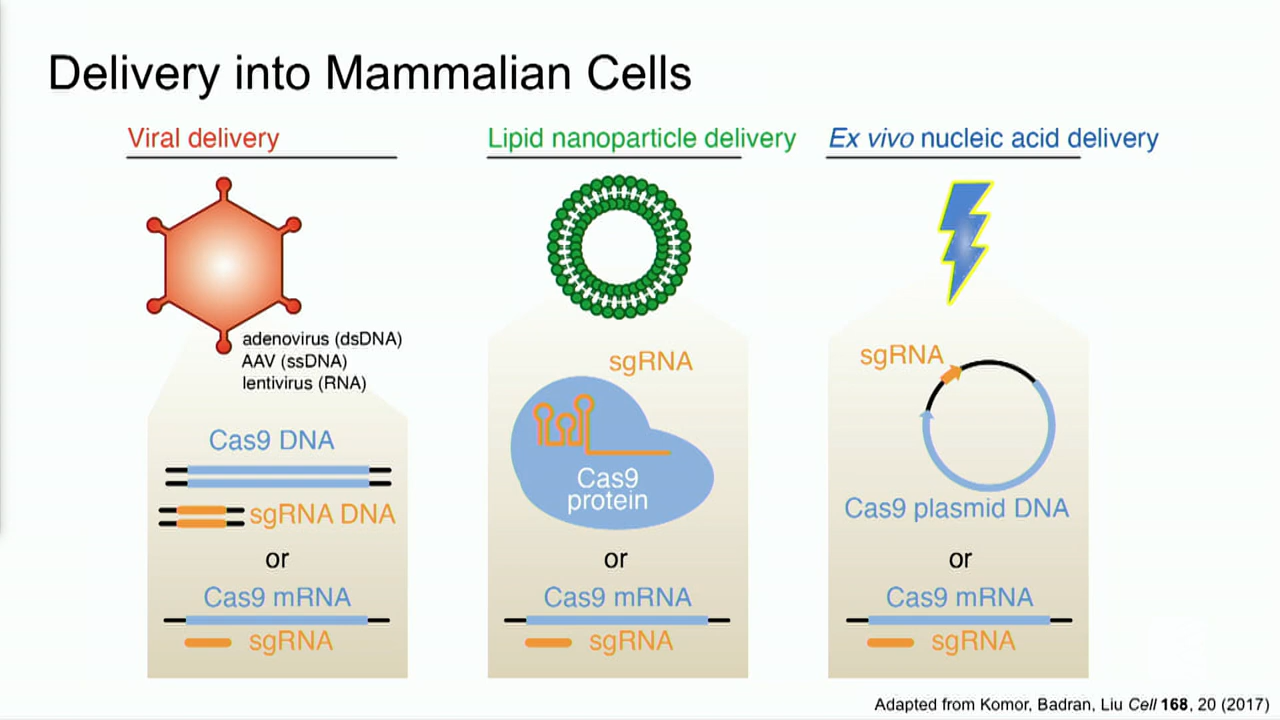 Delivery into Mammalian Cells
Viral delivery
adenovirus (dsDNA)
AAV (ssDNA)
lentivirus (RNA)
Cas9 DNA
sgRNA DNA
or
Cas9 mRNA
sgRNA
Lipid nanoparticle delivery
sgRNA
Cas9
protein
or
Cas9 mRNA
sgRNA
Ex vivo nucleic acid delivery
sgRNA
Cas9 plasmid DNA
or
Cas9 mRNA
sgRNA
Adapted from Komor, Badran, Liu Cell 168, 20 (2017)